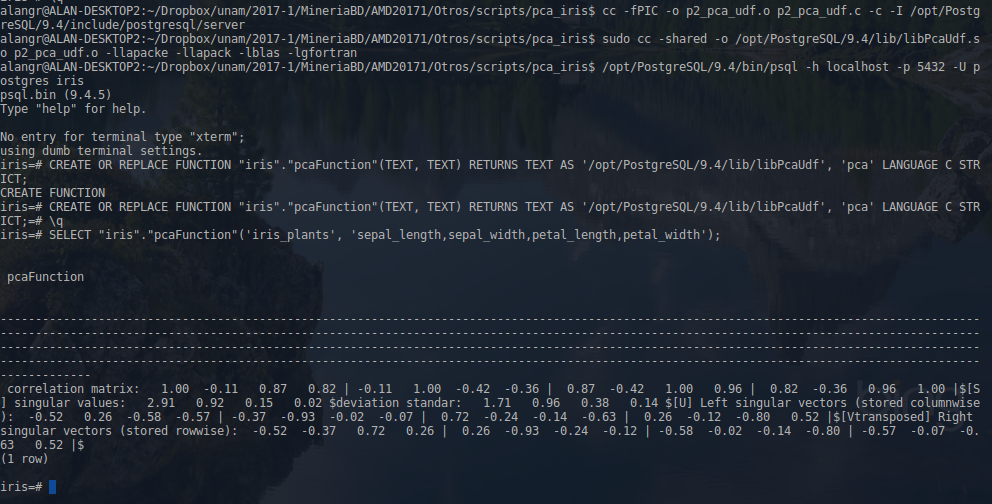 alangr@ALAN-DESKTOP2:~/Dropbox/unam/2017-1/MineriaBD/AMD20171/Otros/scripts/pca_iris$ cc -fPIC -o p2_pca_udf.o p2_pca_udf.c -c -I /opt/Postg
reSQL/9.4/include/postgresql/server
alangr@ALAN-DESKTOP2:~/Dropbox/unam/2017-1/MineriaBD/AMD20171/Otros/scripts/pca_iris$ sudo cc -shared -o /opt/PostgreSQL/9.4/lib/libPcaUdf.s
o p2_pca_udf.o -llapacke -llapack -lblas -lgfortran
alangr@ALAN-DESKTOP2:~/Dropbox/unam/2017-1/MineriaBD/AMD20171/Otros/scripts/pca_iris$ /opt/PostgreSQL/9.4/bin/psql -h localhost -p 5432 -U p
ostgres iris
psql.bin (9.4.5)
Type "help" for help.
No entry for terminal type "xterm";
using dumb terminal settings.
iris=# CREATE OR REPLACE FUNCTION "iris"."pcaFunction"(TEXT, TEXT) RETURNS TEXT AS '/opt/PostgreSQL/9.4/lib/libPcaUdf', 'pca' LANGUAGE C STR
ICT;
CREATE FUNCTION
iris=# CREATE OR REPLACE FUNCTION "iris"."pcaFunction"(TEXT, TEXT) RETURNS TEXT AS '/opt/PostgreSQL/9.4/lib/libPcaUdf', 'pca' LANGUAGE C STR
ICT;=# \q
iris=# SELECT "iris"."pcaFunction"('iris_plants', 'sepal_length,sepal_width,petal_length,petal_width');
pcaFunction
--------------------------------------------------------------------------------------------------------------------------------------------
--------------------------------------------------------------------------------------------------------------------------------------------
--------------------------------------------------------------------------------------------------------------------------------------------
--------------------------------------------------------------------------------------------------------------------------------------------
-------------
correlation matrix:   1.00  -0.11   0.87   0.82 | -0.11   1.00  -0.42  -0.36 |  0.87  -0.42   1.00   0.96 |  0.82  -0.36   0.96   1.00 |$[S
] singular values:   2.91   0.92   0.15   0.02 $deviation standar:   1.71   0.96   0.38   0.14 $[U] Left singular vectors (stored columnwise
):  -0.52   0.26  -0.58  -0.57 | -0.37  -0.93  -0.02  -0.07 |  0.72  -0.24  -0.14  -0.63 |  0.26  -0.12  -0.80   0.52 |$[Vtransposed] Right
singular vectors (stored rowwise):  -0.52  -0.37   0.72   0.26 |  0.26  -0.93  -0.24  -0.12 | -0.58  -0.02  -0.14  -0.80 | -0.57  -0.07  -0.
63   0.52 |$
(1 row)
iris=#